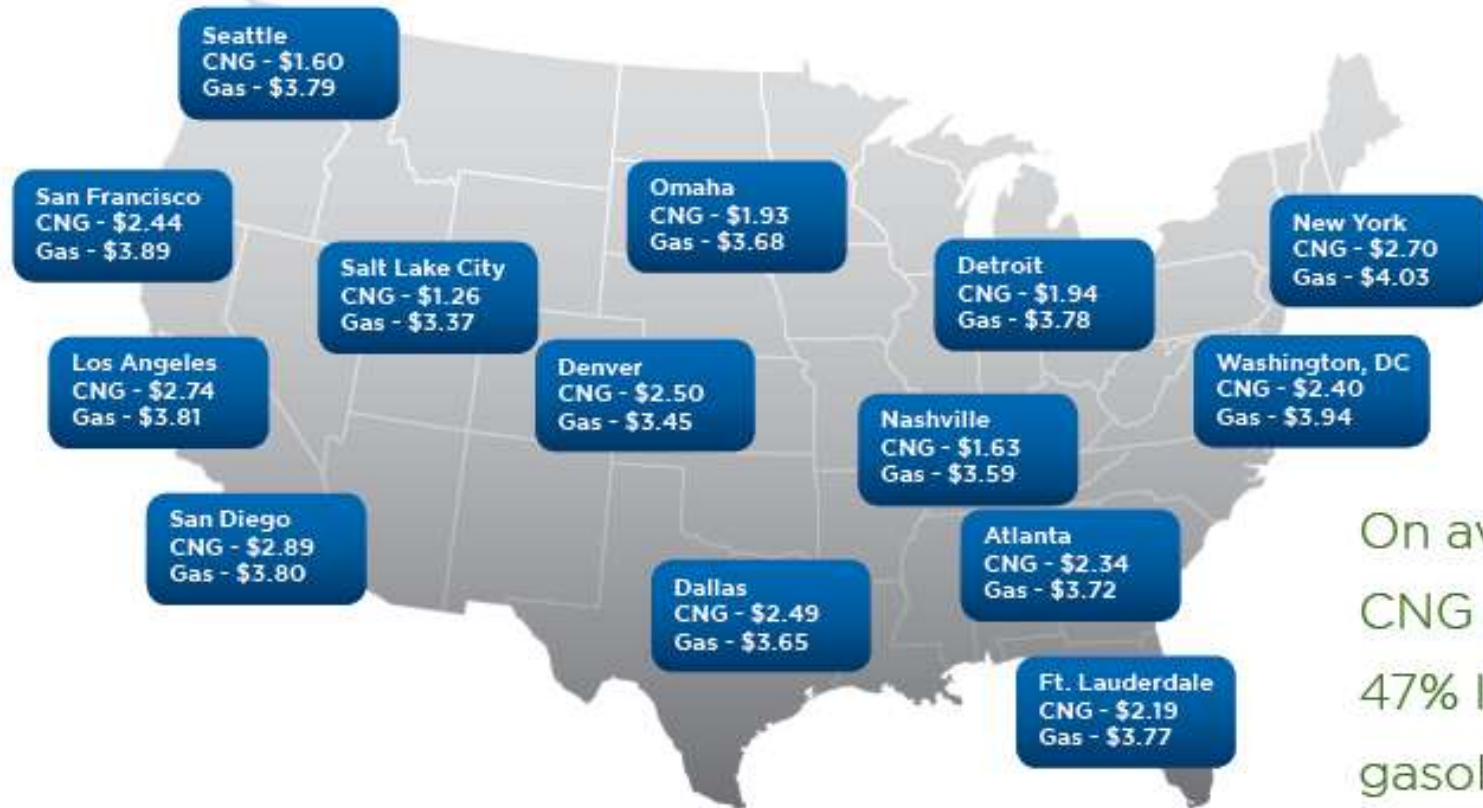 Seattle
CNG - $1.60
Gas - $3.79
San Francisco
CNG - $2.44
Gas - $3.89
Omaha
CNG - $1.93
Gas - $3.68
New York
CNG - $2.70
Gas - $4.03
Salt Lake City
CNG - $1.26
Gas - $3.37
Detroit
CNG - $1.94
Gas - $3.78
Los Angeles
CNG - $2.74
Gas - $3.81
Denver
CNG - $2.50
Gas - $3.45
Washington, DC
CNG - $2.40
Gas - $3.94
Nashville
CNG - $1.63
Gas - $3.59
San Diego
CNG - $2.89
Gas - $3.80
Atlanta
CNG - $2.34
Gas - $3.72
Dallas
CNG - $2.49
Gas - $3.65
Ft. Lauderdale
CNG - $2.19
Gas - $3.77
On
CNG
47%